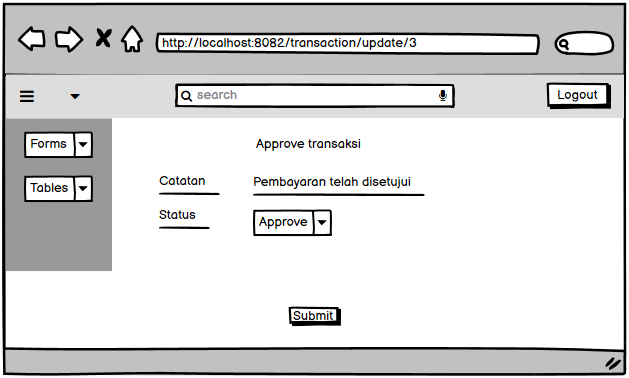 http://localhost:8082/transaction/update/3
search
Logout
Forms
Approve transaksi
Tables
Catatan
Pembayaran telah disetujui
Status
Approve
Submit